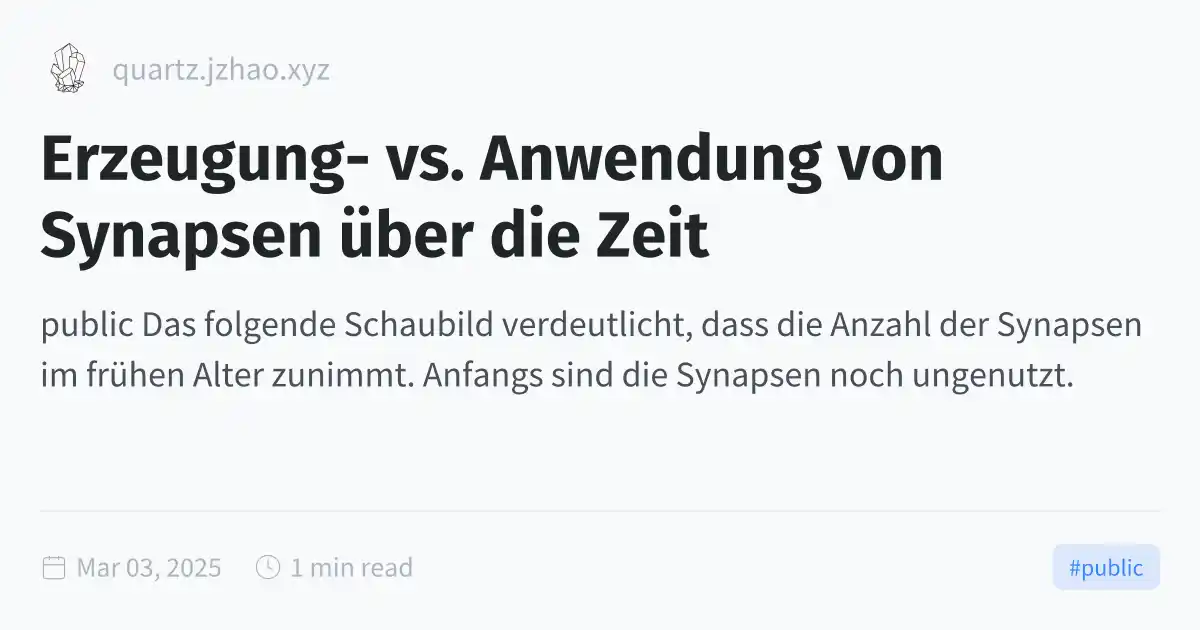 quartz.jzhao.xyz
Erzeugung- vs. Anwendung von
Synapsen über die Zeit
public Das folgende Schaubild verdeutlicht, dass die Anzahl der Synapsen
im frühen Alter zunimmt. Anfangs sind die Synapsen noch ungenutzt.
Mar 03, 2025
1 min read
#public